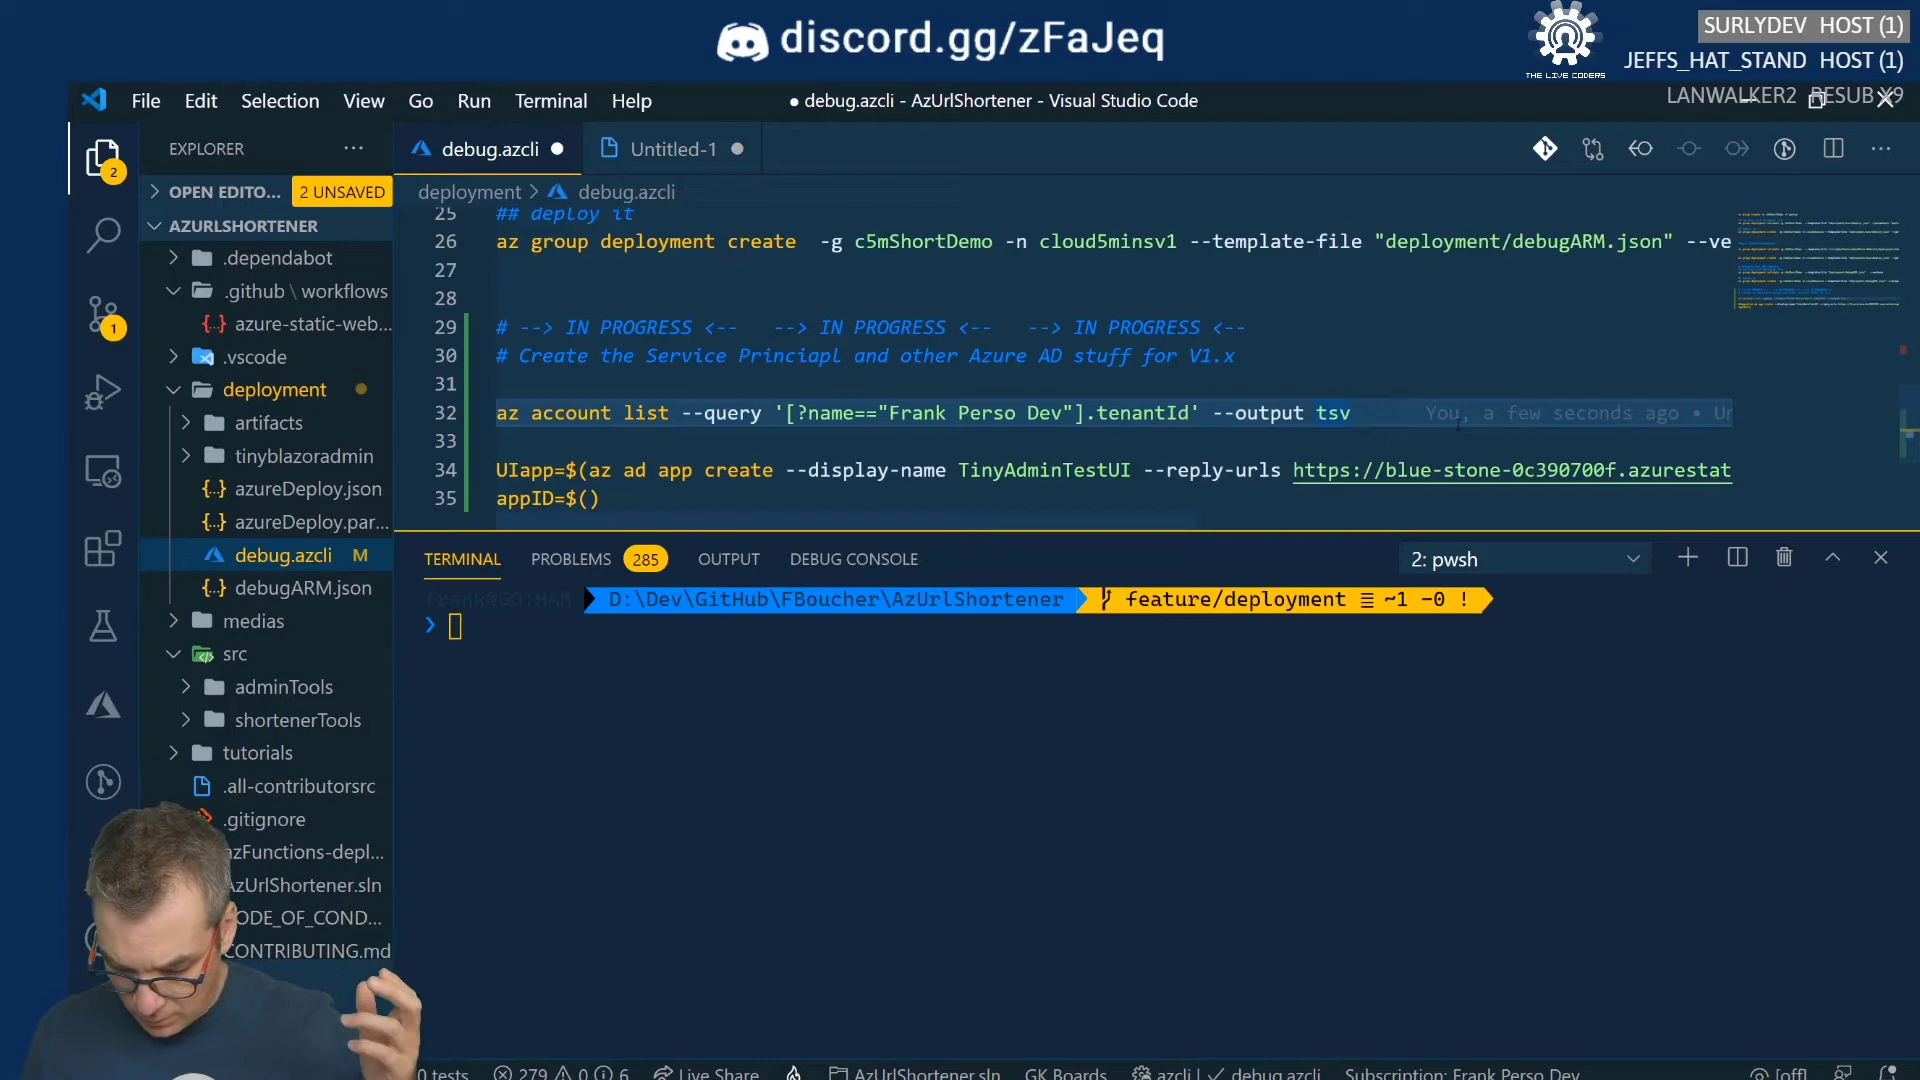 discord.gg/zFaJeq
THE LIVE CODERS
SURLYDEV HOST (1)
JEFFS_HAT_STAND HOST (1)
LANWALKER2 RESUB X9
File Edit Selection View Go Run Terminal Help
● debug.azcli - AzUrlShortener - Visual Studio Code
EXPLORER ...
2
OPEN EDITO... 2 UNSAVED
AZURLSHORTENER
.dependabot
.github \ workflows
azure-static-web...
1
.vscode
deployment
artifacts
tinyblazoradmin
azureDeploy.json
azureDeploy.par...
debug.azcli M
debugARM.json
medias
src
adminTools
shortenerTools
tutorials
.all-contributorsrc
.gitignore
azFunctions-depl...
AzUrlShortener.sln
ODE_OF_COND...
CONTRIBUTING.md
debug.azcli Untitled-1
deployment > debug.azcli
25 ## deploy it
26 az group deployment create -g c5mShortDemo -n cloud5minsv1 --template-file "deployment/debugARM.json" --ve
27
28
29 # --> IN PROGRESS <-- --> IN PROGRESS <-- --> IN PROGRESS <--
30 # Create the Service Princiapl and other Azure AD stuff for V1.x
31
32 az account list --query '[?name=="Frank Perso Dev"].tenantId' --output tsv You, a few seconds ago • Ur
33
34 UIapp=$(az ad app create --display-name TinyAdminTestUI --reply-urls https://blue-stone-0c390700f.azurestat
35 appID=$()
TERMINAL PROBLEMS 285 OUTPUT DEBUG CONSOLE 2: pwsh
frank@GOTHAM D:\Dev\GitHub\FBoucher\AzUrlShortener feature/deployment ≡ ~1 -0 !
❯
0 tests 279 0 6 Live Share AzUrlShortener.sln GK Boards azcli ✓ debug.azcli Subscription: Frank Perso Dev [off]